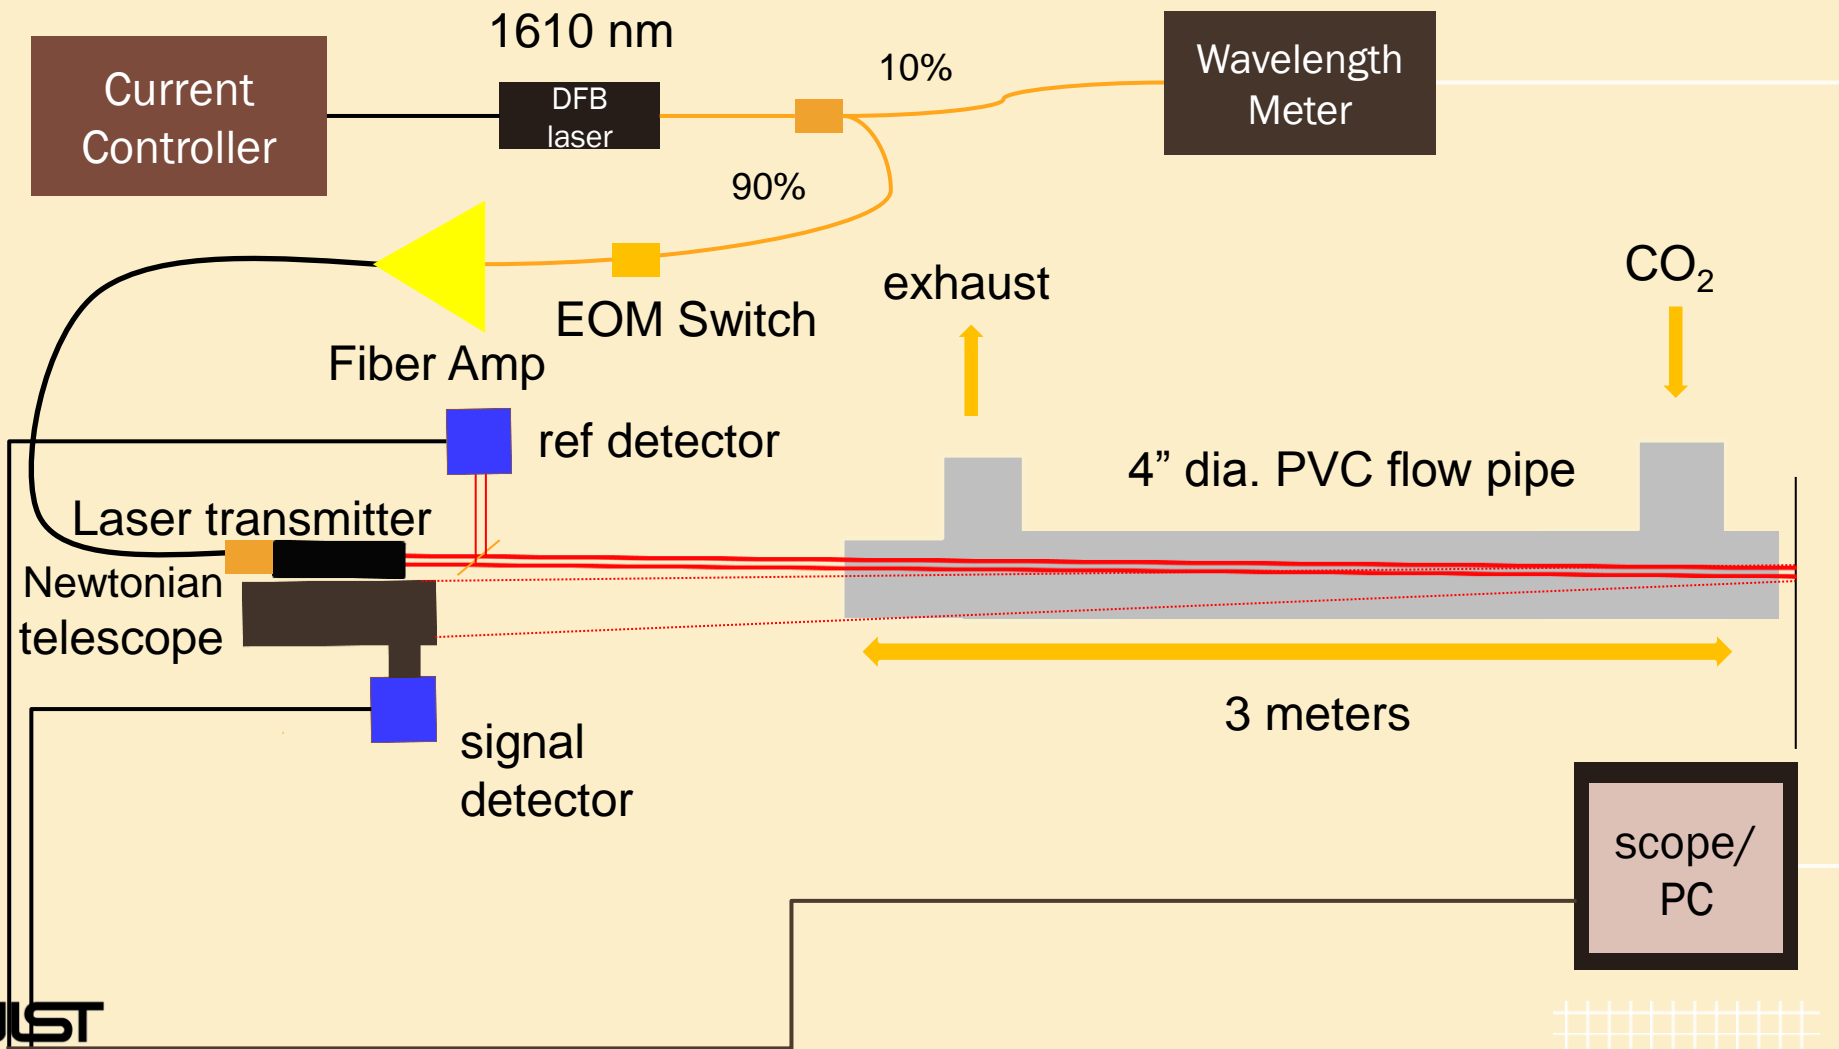 1610 nm
Current
Controller
DFB
laser
10%
Wavelength
Meter
90%
EOM Switch
exhaust
CO₂
Fiber Amp
ref detector
4” dia. PVC flow pipe
Laser transmitter
Newtonian
telescope
3 meters
signal
detector
scope/
PC